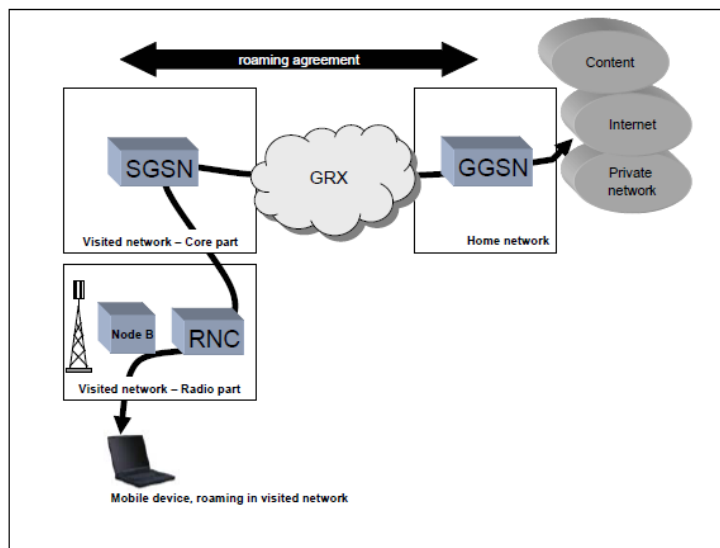 roaming agreement
Content
Internet
Private
network
SGSN
GRX
GGSN
Visited network – Core part
Home network
Node B
RNC
Visited network – Radio part
Mobile device, roaming in visited network